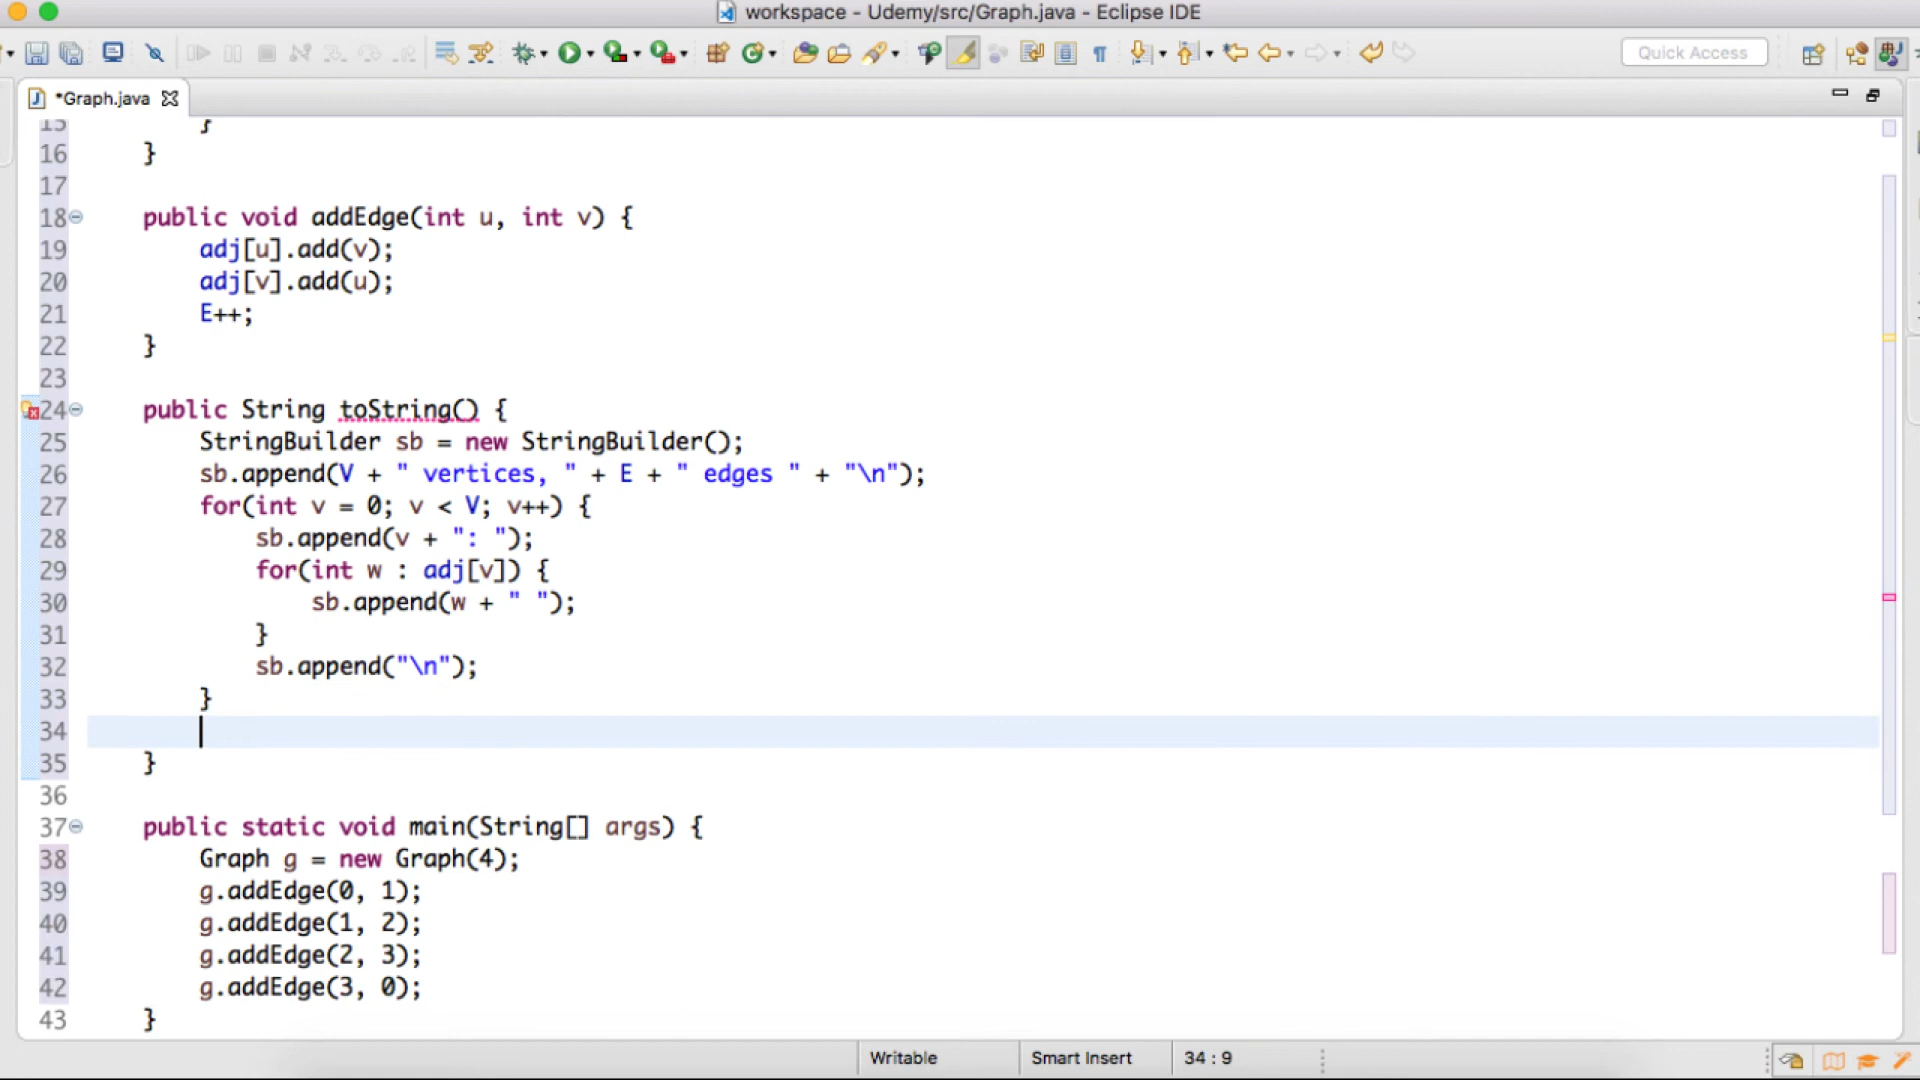 workspace - Udemy/src/Graph.java - Eclipse IDE
Quick Access
*Graph.java
15 }
16 }
17
18 public void addEdge(int u, int v) {
19 adj[u].add(v);
20 adj[v].add(u);
21 E++;
22 }
23
24 public String toString() {
25 StringBuilder sb = new StringBuilder();
26 sb.append(V + " vertices, " + E + " edges " + "\n");
27 for(int v = 0; v < V; v++) {
28 sb.append(v + ": ");
29 for(int w : adj[v]) {
30 sb.append(w + " ");
31 }
32 sb.append("\n");
33 }
34
35 }
36
37 public static void main(String[] args) {
38 Graph g = new Graph(4);
39 g.addEdge(0, 1);
40 g.addEdge(1, 2);
41 g.addEdge(2, 3);
42 g.addEdge(3, 0);
43 }
Writable Smart Insert 34 : 9